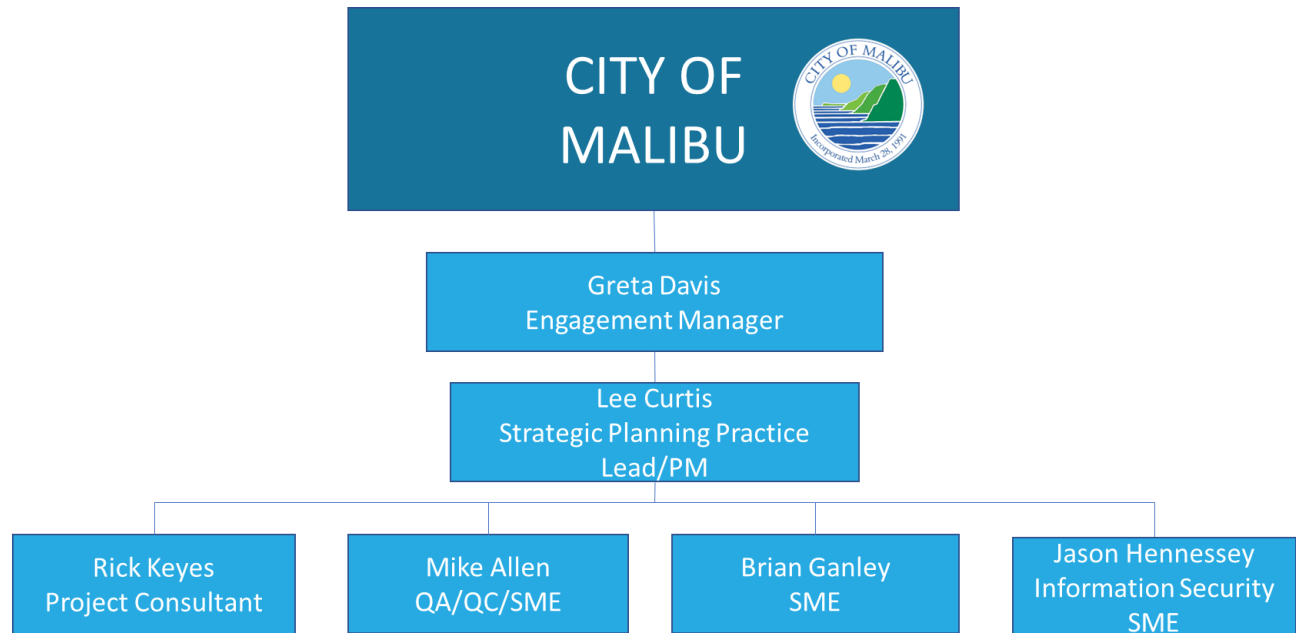 CITY OF
MALIBU
CITY OF MALIBU
Incorporated March 28, 1991
Greta Davis
Engagement Manager
Lee Curtis
Strategic Planning Practice
Lead/PM
Rick Keyes
Project Consultant
Mike Allen
QA/QC/SME
Brian Ganley
SME
Jason Hennessey
Information Security
SME